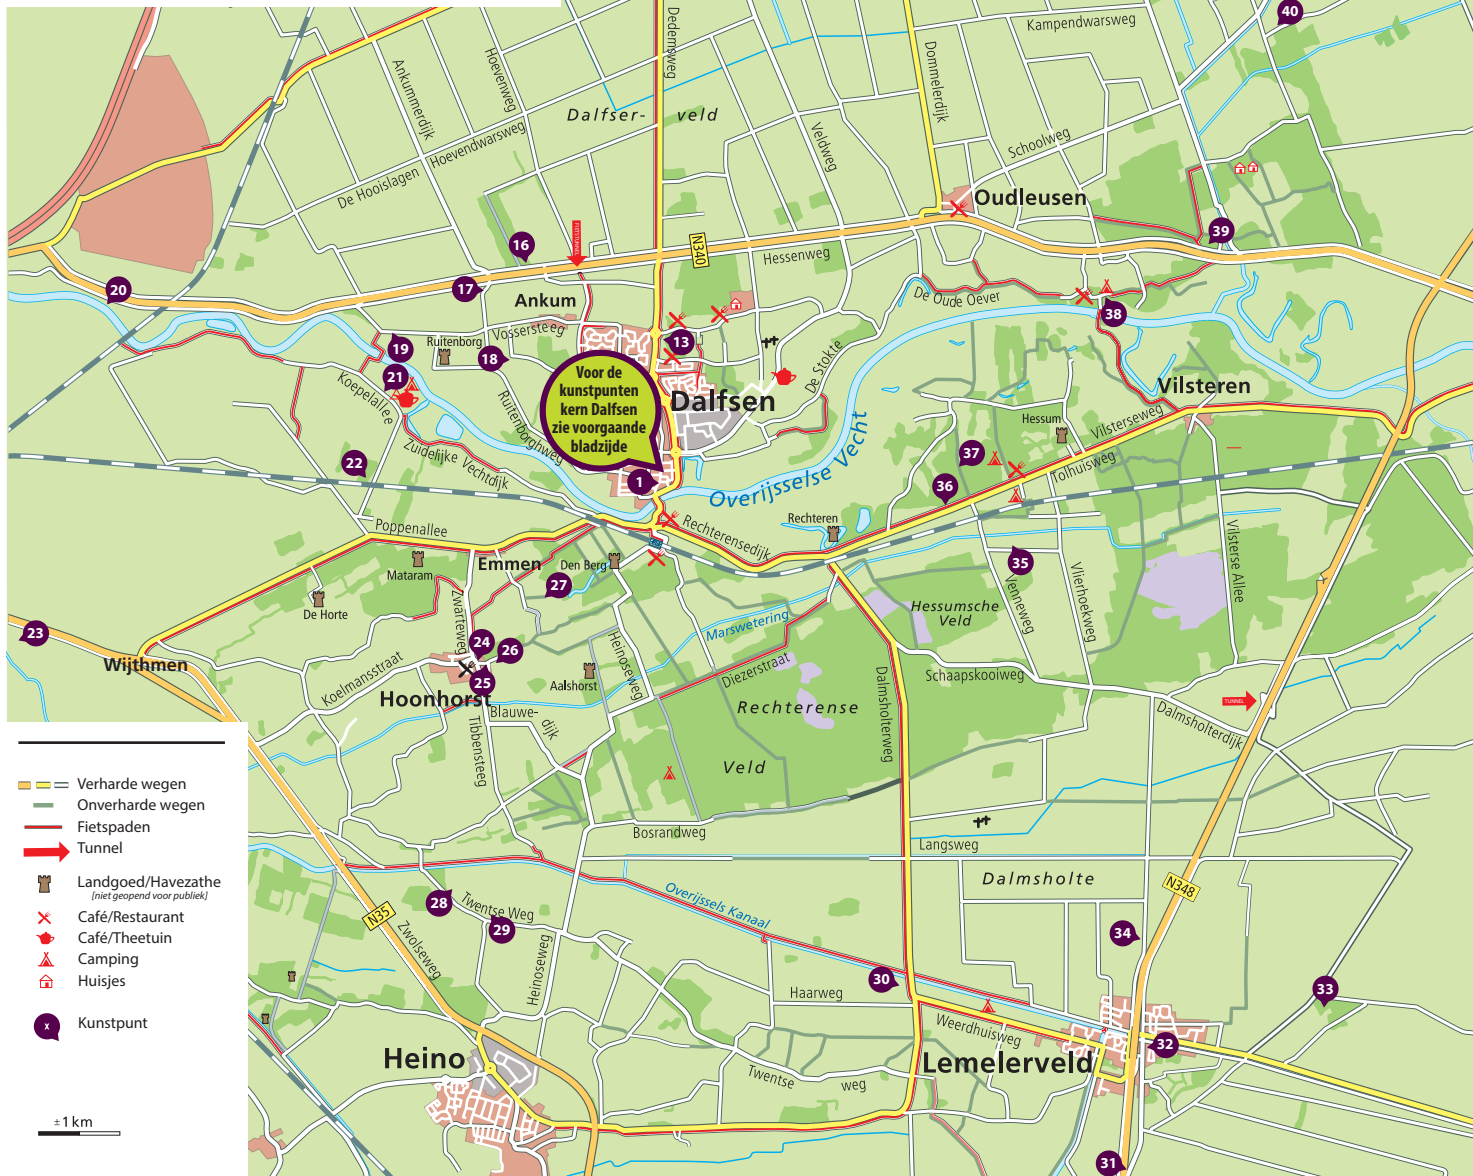 40
Kampendwarsweg
Dedemsweg
Hoevenweg
Ankummerdijk
Dommelerdijk
Dalfser- veld
Veldweg
Schoolweg
Hoevendwarsweg
De Hooislagen
Oudleusen
FIETSTUNNEL
16
39
N340
Hessenweg
17
20
Ankum
De Oude Oever
38
Vossersteeg
13
19
Ruitenborg
18
De Stokte
21
Koepelallee
Voor de
kunstpunten
kern Dalfsen
zie voorgaande
bladzijde
Dalfsen
Vilsteren
Ruitenborghweg
Hessum
Vilsterseweg
Zuidelijke Vechtdijk
22
37
Tolhuisweg
Overijsselse Vecht
1
36
Poppenallee
Rechterensedijk
Rechteren
Vilsterse Allee
Emmen
Den Berg
Mataram
35
27
De Horte
Zwarteweg
Venneweg
Vlierhoekweg
Hessumsche
Veld
23
Marswetering
24
26
Heinoseweg
Wijthmen
Koelmansstraat
25
Aalshorst
Diezerstraat
Schaapskooiweg
Hoonhorst
Rechterense
Dalmsholterweg
TUNNEL
Dalmsholterdijk
Blauwe-
dijk
Tibbensteeg
Veld
Verharde wegen
Onverharde wegen
Fietspaden
Tunnel
Landgoed/Havezathe
[niet geopend voor publiek]
Café/Restaurant
Café/Theetuin
Camping
Huisjes
x
Kunstpunt
± 1 km
Bosrandweg
Langsweg
Dalmsholte
N348
Overijssels Kanaal
28
Twentse Weg
N35
29
Zwolseweg
34
Heinoseweg
30
Haarweg
33
Weerdhuisweg
32
Heino
Lemelerveld
Twentse weg
31